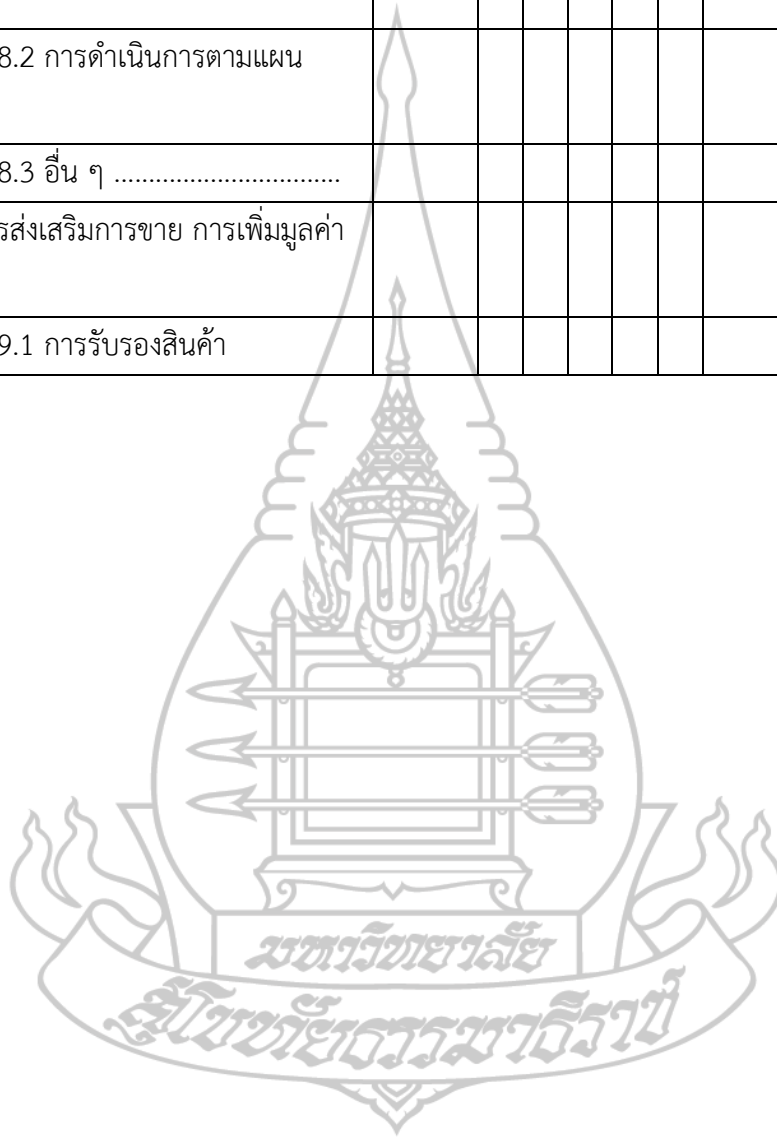 8.2 การดำเนินการตามแผน
8.3 อื่น ๆ .................................
รส่งเสริมการขาย การเพิ่มมูลค่า
9.1 การรับรองสินค้า
มหาวิทยาลัย
สุโขทัยธรรมาธิราช